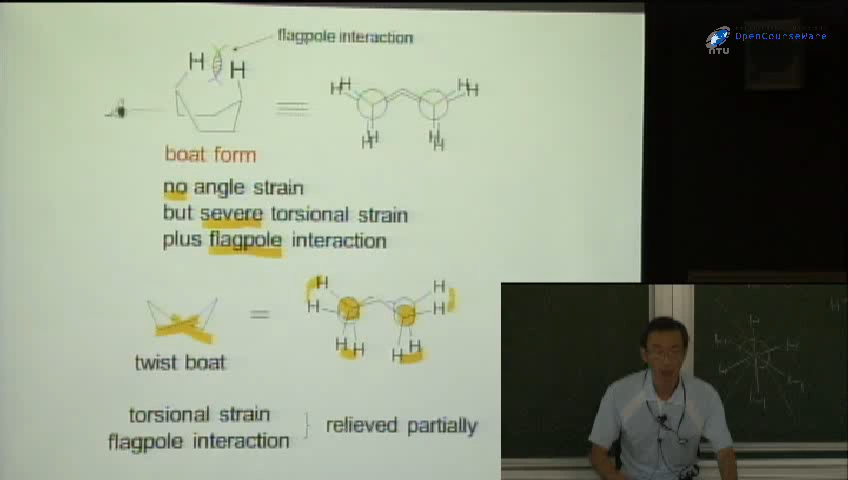 flagpole interaction
NTU OpenCourseWare
H H
H H H H
H H H H
boat form
no angle strain
but severe torsional strain
plus flagpole interaction
H H
H H
=
H H H H
twist boat
torsional strain
flagpole interaction } relieved partially